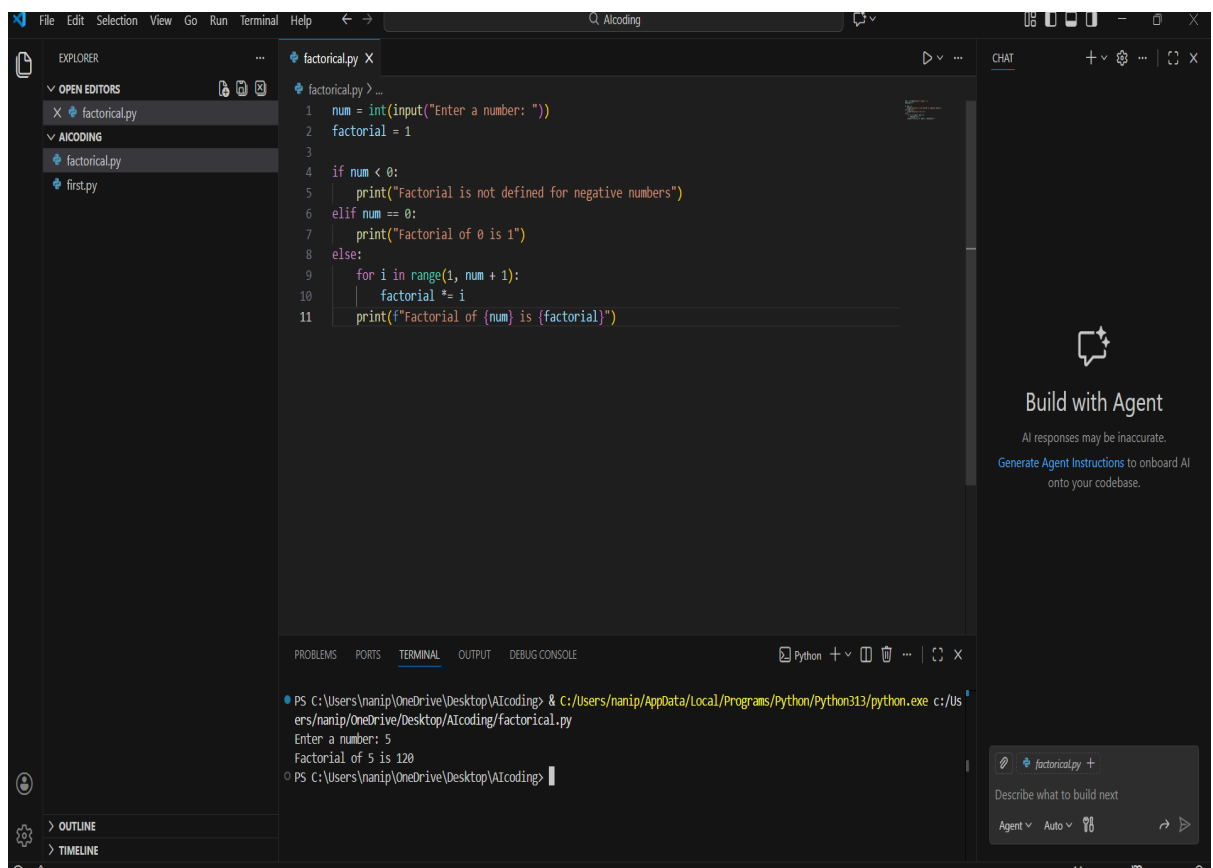 File Edit Selection View Go Run Terminal Help
AIcoding
EXPLORER
OPEN EDITORS
factorical.py
AICODING
factorical.py
first.py
OUTLINE
TIMELINE
factorical.py
factorical.py > ...
1 num = int(input("Enter a number: "))
2 factorial = 1
3
4 if num < 0:
5 print("Factorial is not defined for negative numbers")
6 elif num == 0:
7 print("Factorial of 0 is 1")
8 else:
9 for i in range(1, num + 1):
10 factorial *= i
11 print(f"Factorial of {num} is {factorial}")
PROBLEMS PORTS TERMINAL OUTPUT DEBUG CONSOLE
Python
PS C:\Users\nanip\OneDrive\Desktop\AIcoding> & C:/Users/nanip/AppData/Local/Programs/Python/Python313/python.exe c:/Us
ers/nanip/OneDrive/Desktop/AIcoding/factorical.py
Enter a number: 5
Factorial of 5 is 120
PS C:\Users\nanip\OneDrive\Desktop\AIcoding>
CHAT
Build with Agent
AI responses may be inaccurate.
Generate Agent Instructions to onboard AI
onto your codebase.
factorical.py
Describe what to build next
Agent Auto